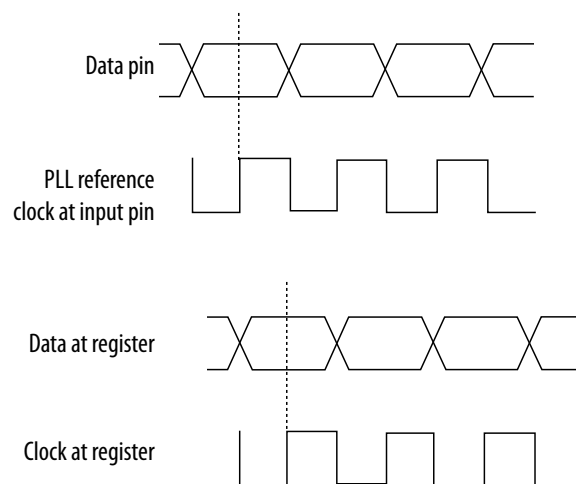 Data pin
PLL reference
clock at input pin
Data at register
Clock at register